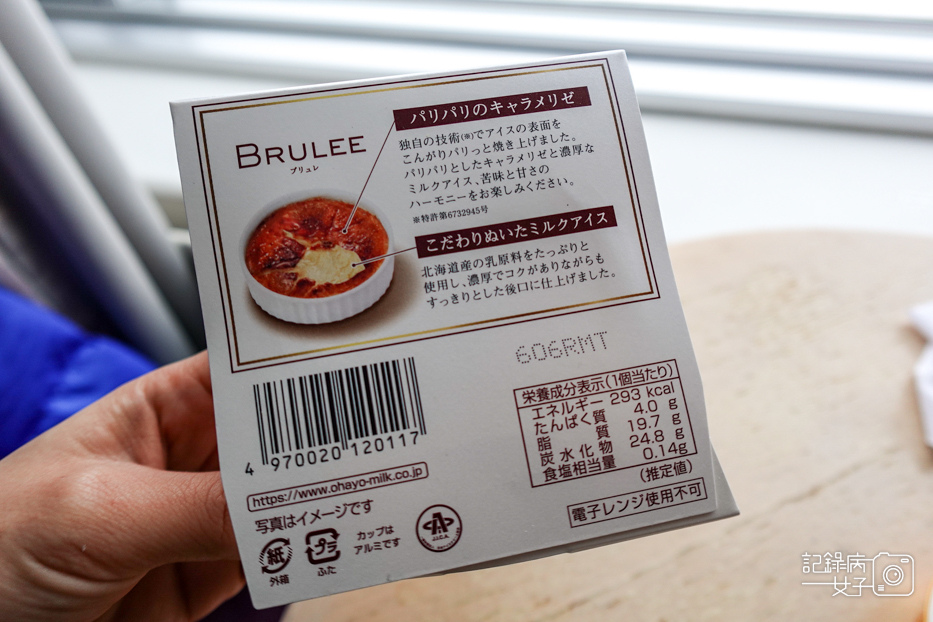 BRULEE
ブリュレ
パリパリのキャラメリゼ
独自の技術(※)でアイスの表面を
こんがりパリっと焼き上げました。
パリパリとしたキャラメリゼと濃厚な
ミルクアイス、苦味と甘さの
ハーモニーをお楽しみください。
※特許第6732945号
こだわりぬいたミルクアイス
北海道産の乳原料をたっぷりと
使用し、濃厚でコクがありながらも
すっきりとした後口に仕上げました。
606RMT
栄養成分表示(1個当たり)
エネルギー 293 kcal
たんぱく質 4.0 g
脂質 19.7 g
炭水化物 24.8 g
食塩相当量 0.14g
(推定値)
電子レンジ使用不可
4 970020 120117
https://www.ohayo-milk.co.jp
写真はイメージです
紙
外箱
プラ
ふた
カップは
アルミです
A
J.I.C.A.
記錄病
女子